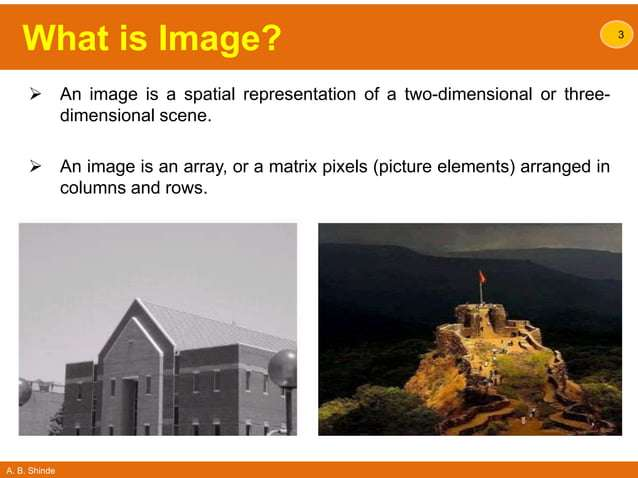 What is Image?
3
➢ An image is a spatial representation of a two-dimensional or three-
dimensional scene.
➢ An image is an array, or a matrix pixels (picture elements) arranged in
columns and rows.
A. B. Shinde